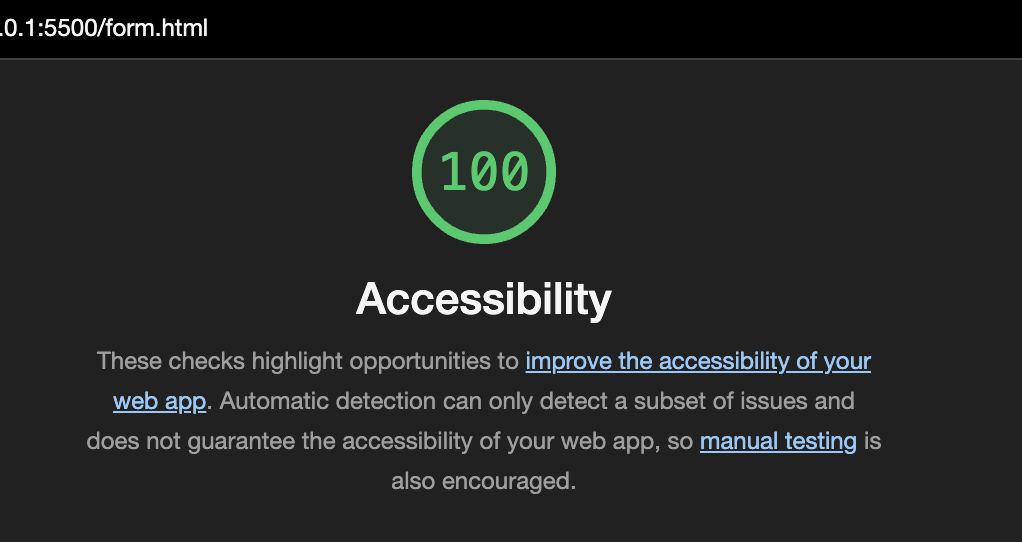 .0.1:5500/form.html
100
Accessibility
These checks highlight opportunities to improve the accessibility of your
web app. Automatic detection can only detect a subset of issues and
does not guarantee the accessibility of your web app, so manual testing is
also encouraged.